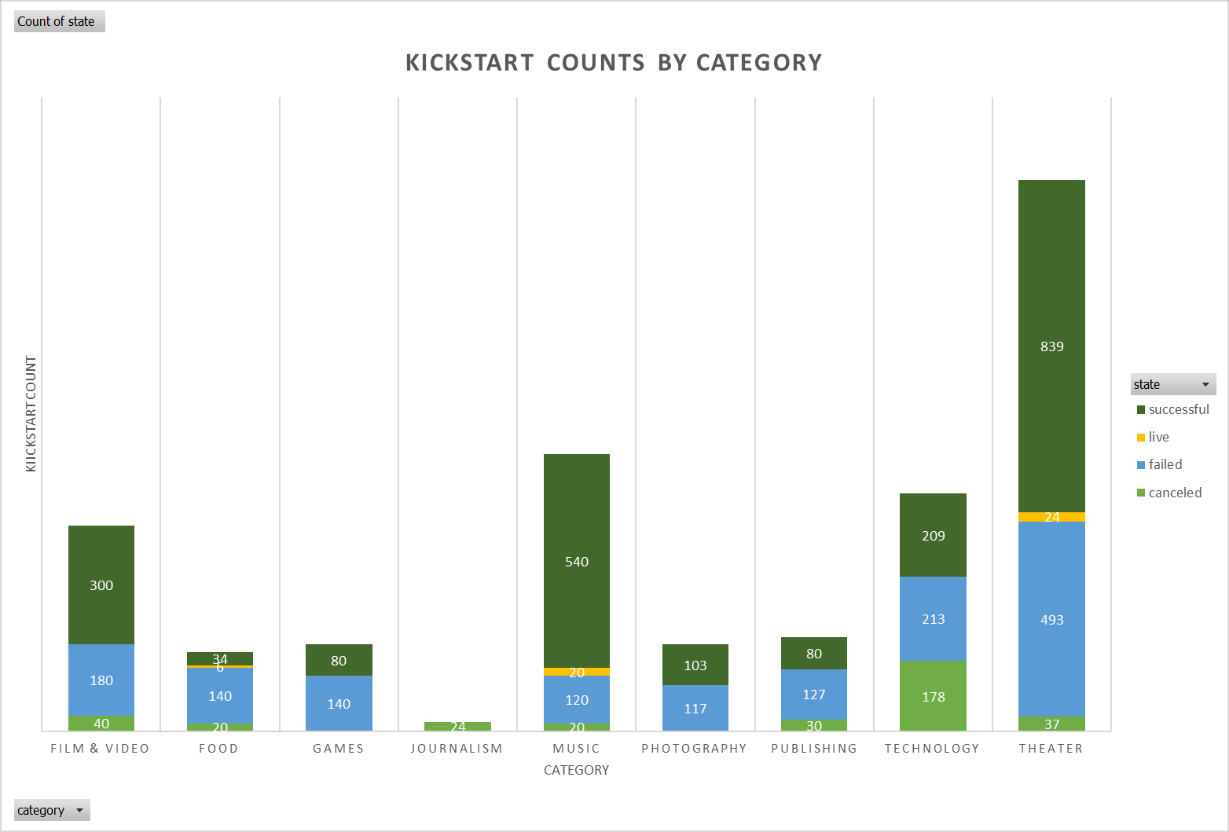 Count of state
KICKSTART COUNTS BY CATEGORY
KIICKSTART COUNT
839
540
300
209
103
80
80
34
24
20
6
493
213
180
140
140
127
120
117
178
40
37
30
24
20
20
FILM & VIDEO FOOD GAMES JOURNALISM MUSIC PHOTOGRAPHY PUBLISHING TECHNOLOGY THEATER
CATEGORY
state
successful
live
failed
canceled
category